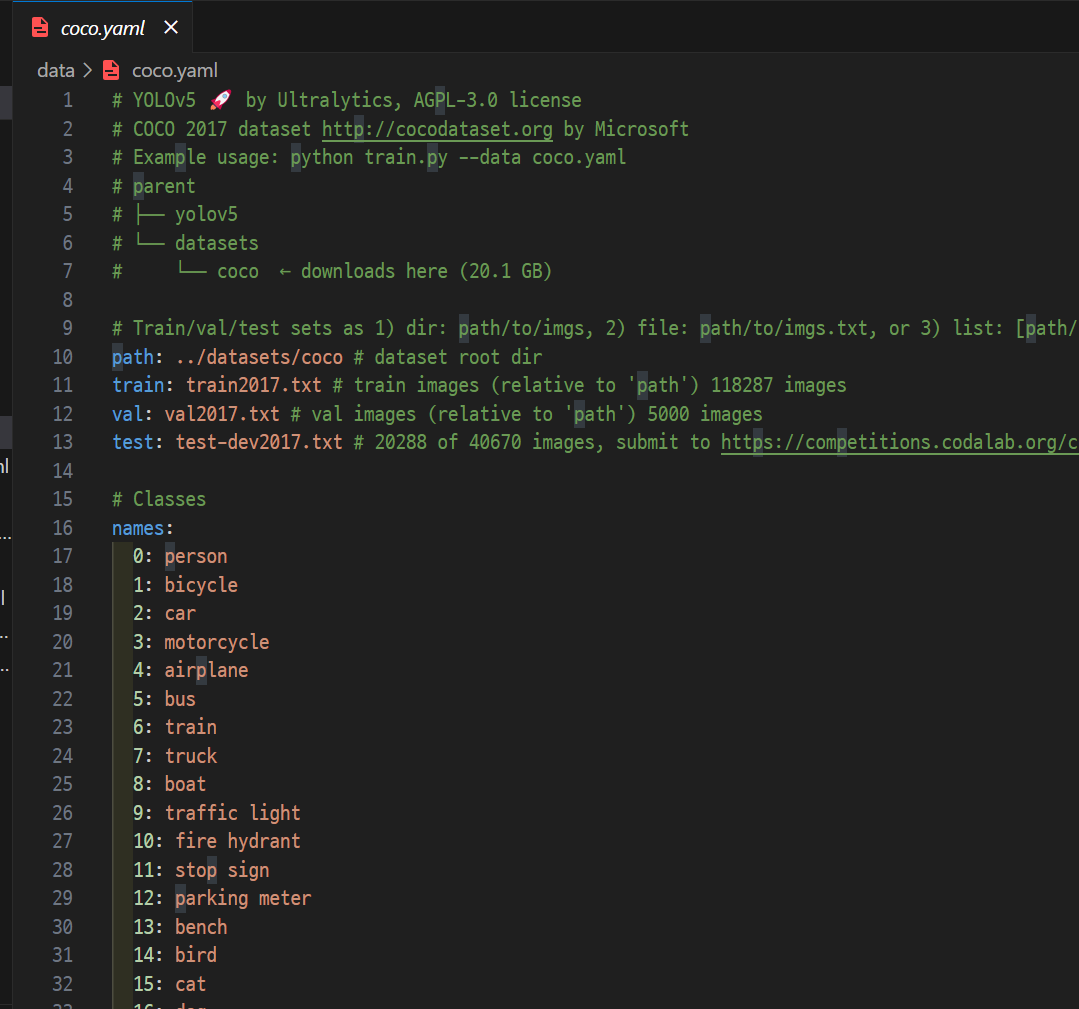 coco.yaml
data > coco.yaml
1 # YOLOv5 🚀 by Ultralytics, AGPL-3.0 license
2 # COCO 2017 dataset http://cocodataset.org by Microsoft
3 # Example usage: python train.py --data coco.yaml
4 # parent
5 # ├── yolov5
6 # └── datasets
7 #     └── coco  ← downloads here (20.1 GB)
8
9 # Train/val/test sets as 1) dir: path/to/imgs, 2) file: path/to/imgs.txt, or 3) list: [path/
10 path: ../datasets/coco # dataset root dir
11 train: train2017.txt # train images (relative to 'path') 118287 images
12 val: val2017.txt # val images (relative to 'path') 5000 images
13 test: test-dev2017.txt # 20288 of 40670 images, submit to https://competitions.codalab.org/c
14
15 # Classes
16 names:
17   0: person
18   1: bicycle
19   2: car
20   3: motorcycle
21   4: airplane
22   5: bus
23   6: train
24   7: truck
25   8: boat
26   9: traffic light
27   10: fire hydrant
28   11: stop sign
29   12: parking meter
30   13: bench
31   14: bird
32   15: cat